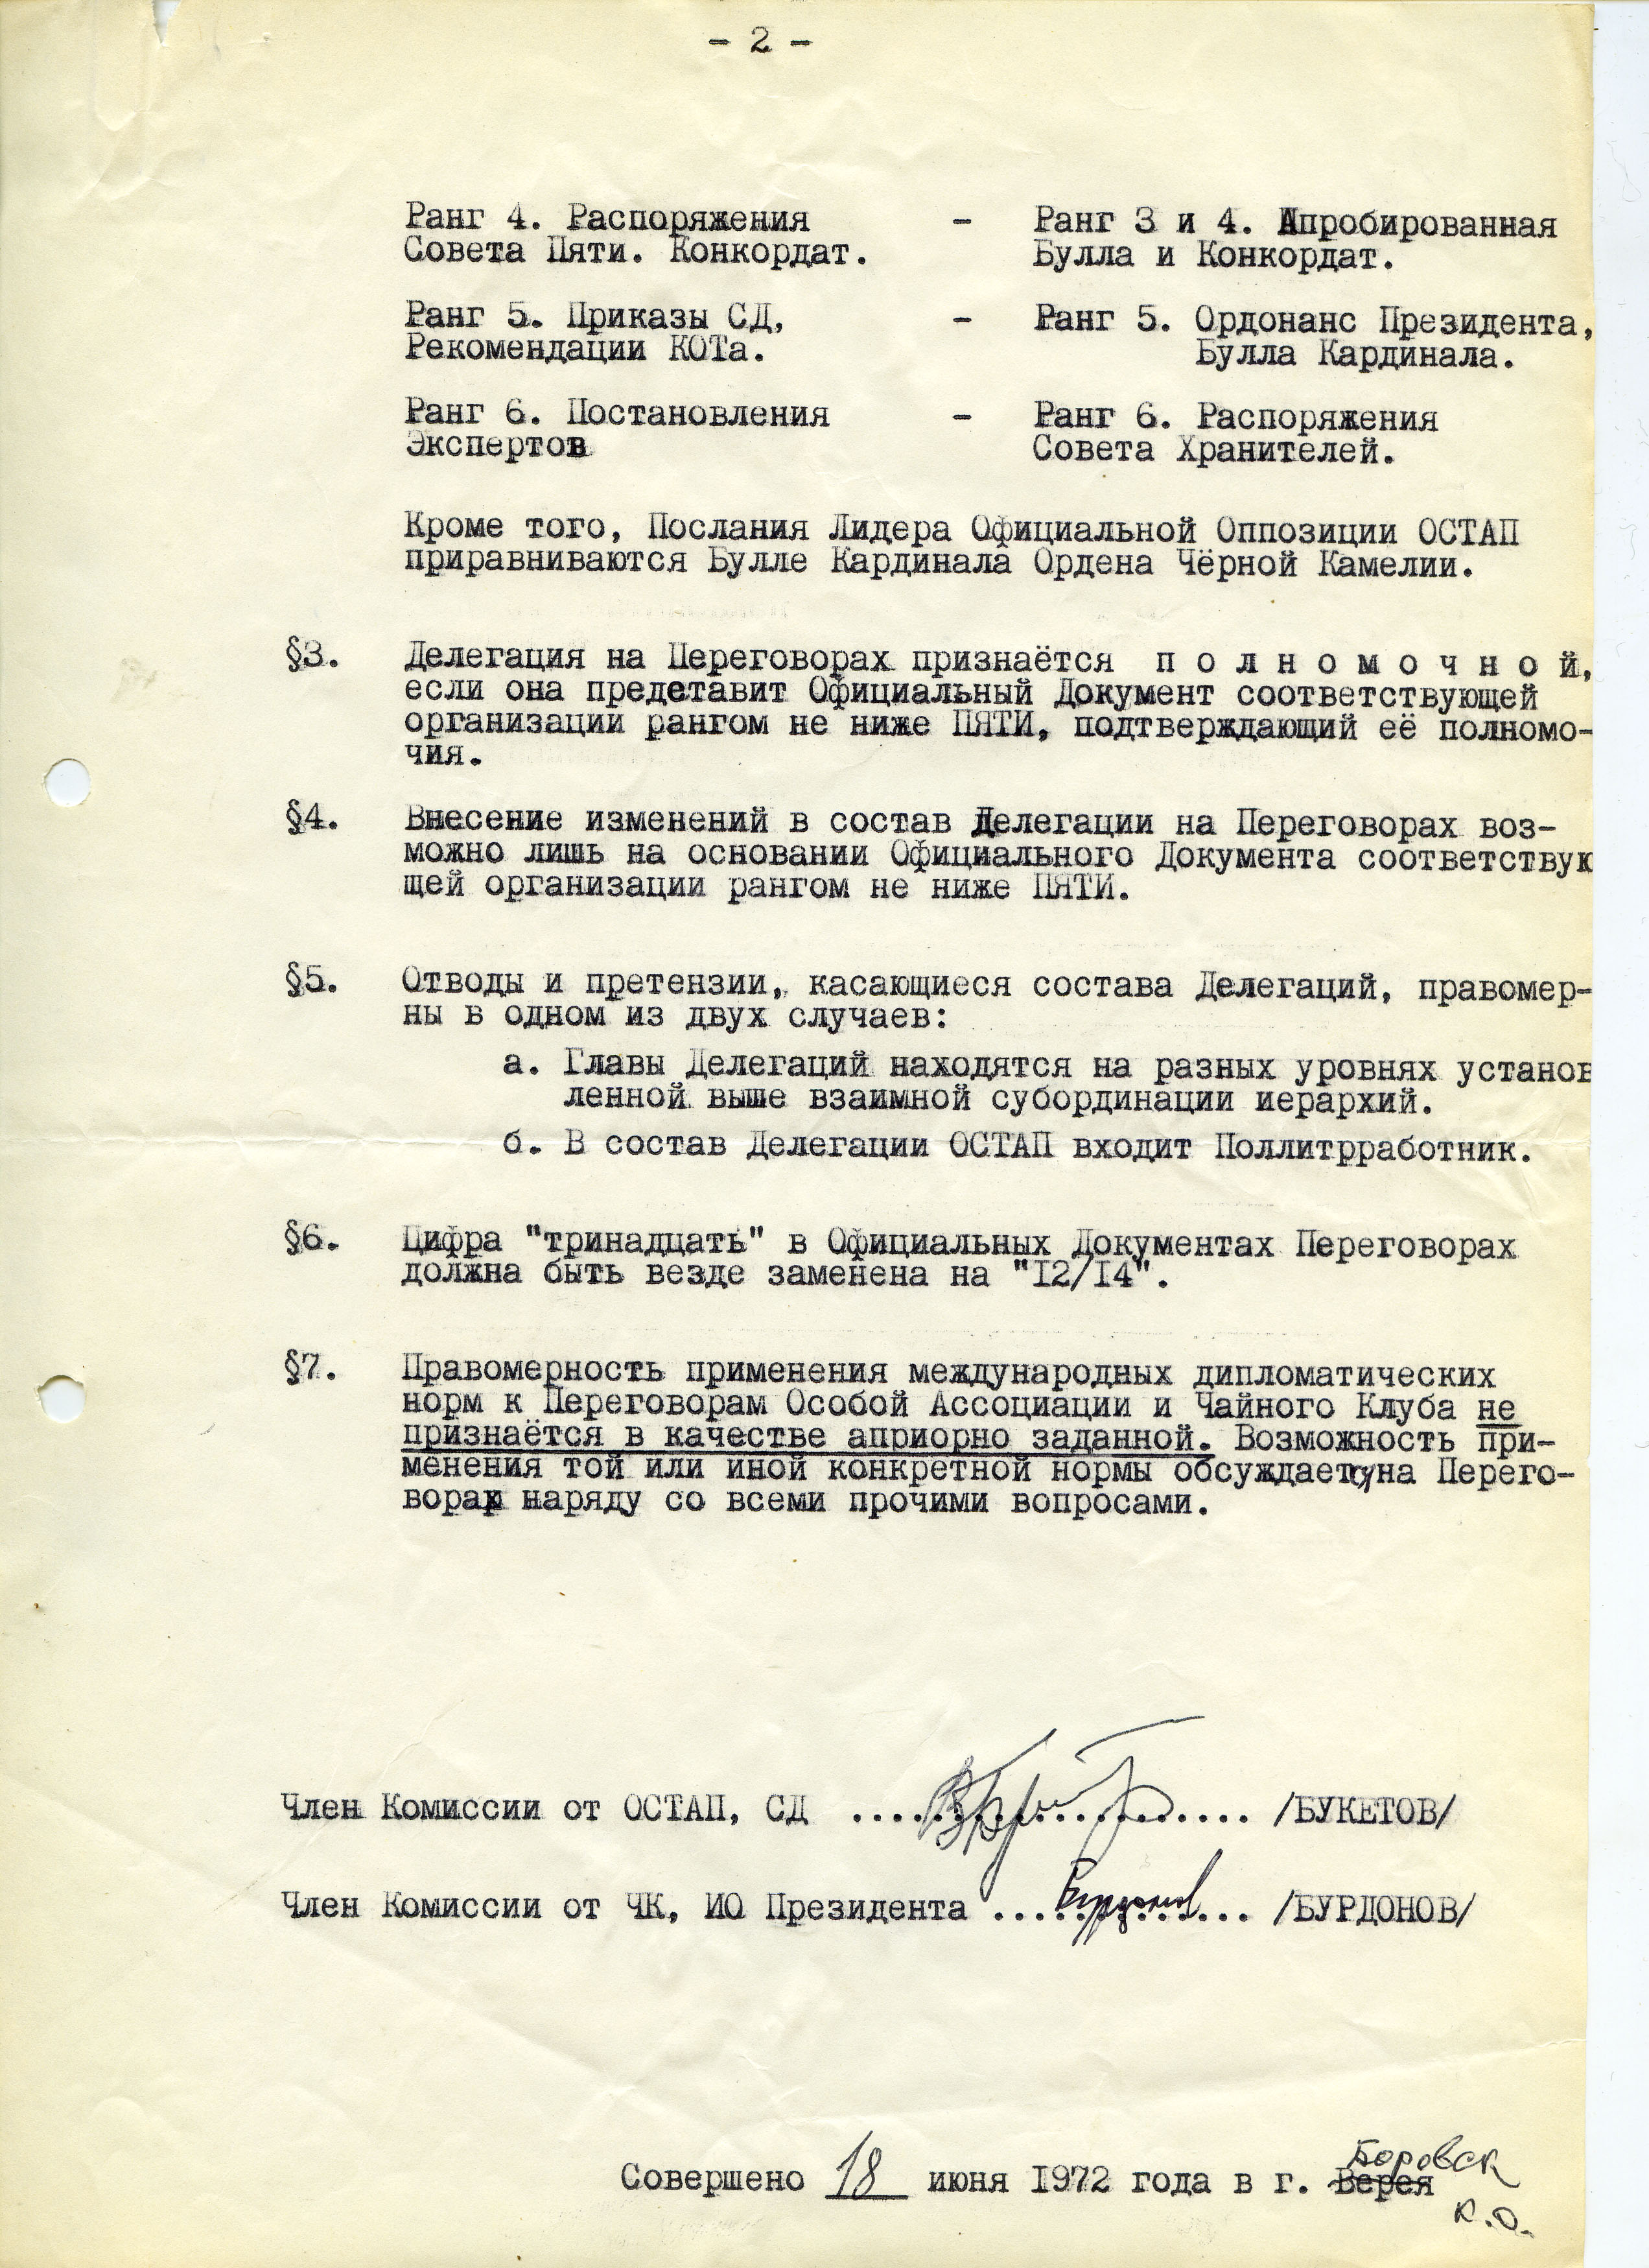 - 2 -
Ранг 4. Распоряжения - Ранг 3 и 4. Апробированная
Совета Пяти. Конкордат. Булла и Конкордат.
Ранг 5. Приказы СД, - Ранг 5. Ордонанс Президента,
Рекомендации КОТа. Булла Кардинала.
Ранг 6. Постановления - Ранг 6. Распоряжения
Экспертов Совета Хранителей.
Кроме того, Послания Лидера Официальной Оппозиции ОСТАП
приравниваются Булле Кардинала Ордена Чёрной Камелии.
§3. Делегация на Переговорах признаётся п о л н о м о ч н о й,
если она представит Официальный Документ соответствующей
организации рангом не ниже ПЯТИ, подтверждающий её полномо-
чия.
§4. Внесение изменений в состав Делегации на Переговорах воз-
можно лишь на основании Официального Документа соответствую
щей организации рангом не ниже ПЯТИ.
§5. Отводы и претензии, касающиеся состава Делегаций, правомер-
ны в одном из двух случаев:
а. Главы Делегаций находятся на разных уровнях установ
ленной выше взаимной субординации иерархий.
б. В состав Делегации ОСТАП входит Поллитрработник.
§6. Цифра "тринадцать" в Официальных Документах Переговорах
должна быть везде заменена на "I2/I4".
§7. Правомерность применения международных дипломатических
норм к Переговорам Особой Ассоциации и Чайного Клуба не
признаётся в качестве априорно заданной. Возможность при-
менения той или иной конкретной нормы обсуждается на Перего-
ворах наряду со всеми прочими вопросами.
Член Комиссии от ОСТАП, СД ........................ /БУКЕТОВ/
Член Комиссии от ЧК, ИО Президента ............... /БУРДОНОВ/
Боровск
Совершено 18 июня I972 года в г. Верея
К.О.